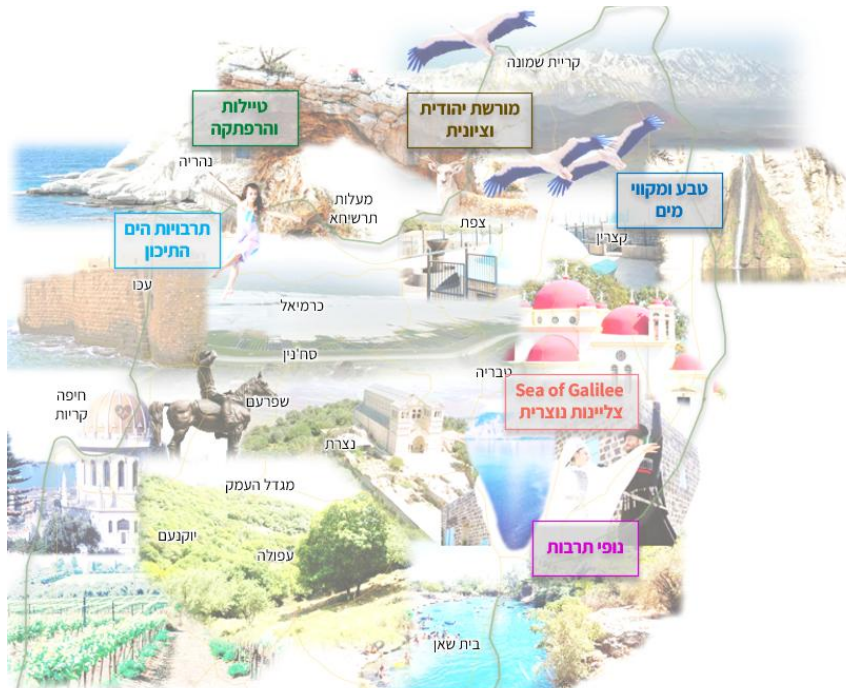 קריית שמונה
טיילות
והרפתקה
מורשת יהודית
וציונית
נהריה
טבע ומקווי
מים
מעלות
תרשיחא
צפת
קצרין
תרבויות הים
התיכון
עכו
כרמיאל
סח'נין
טבריה
Sea of Galilee
צליינות נוצרית
חיפה
קריות
שפרעם
נצרת
מגדל העמק
יוקנעם
עפולה
נופי תרבות
בית שאן